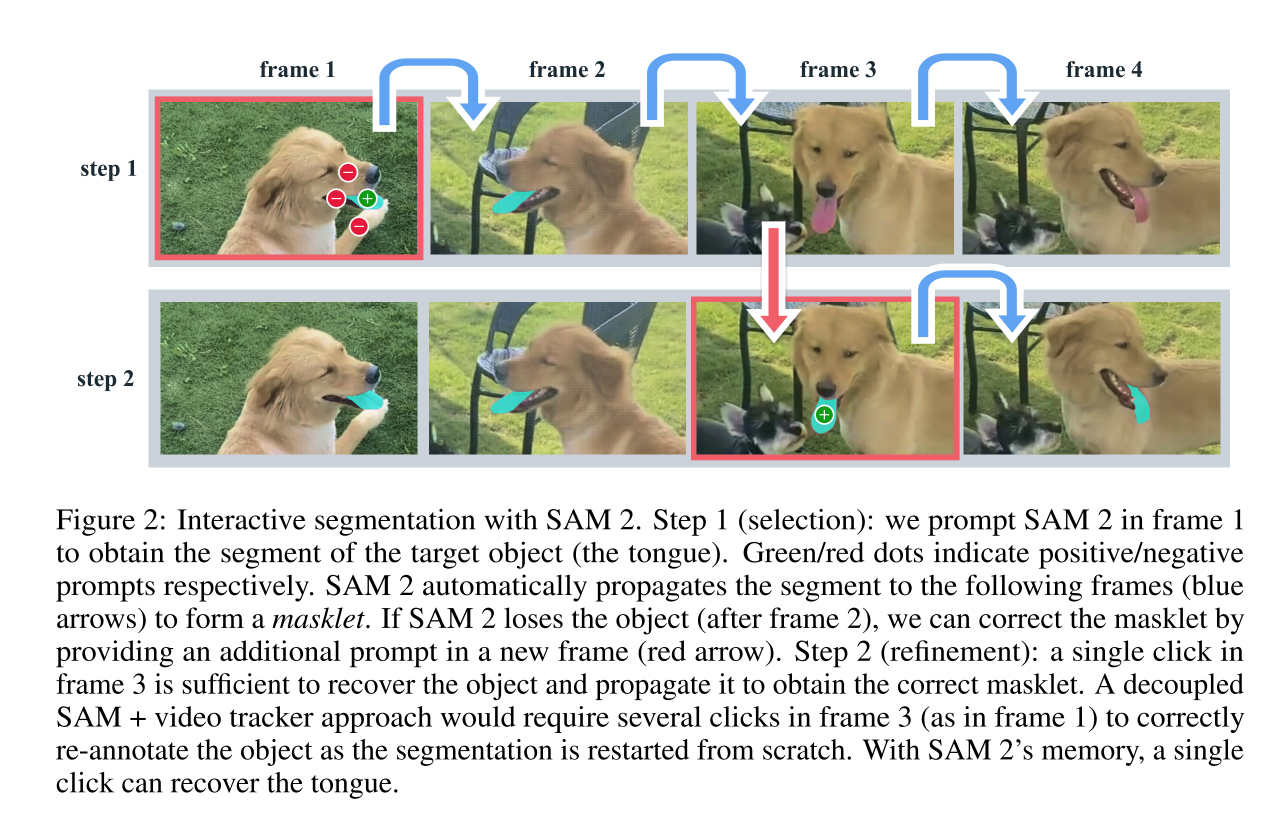 frame 1 frame 2 frame 3 frame 4
step 1
step 2
Figure 2: Interactive segmentation with SAM 2. Step 1 (selection): we prompt SAM 2 in frame 1
to obtain the segment of the target object (the tongue). Green/red dots indicate positive/negative
prompts respectively. SAM 2 automatically propagates the segment to the following frames (blue
arrows) to form a masklet. If SAM 2 loses the object (after frame 2), we can correct the masklet by
providing an additional prompt in a new frame (red arrow). Step 2 (refinement): a single click in
frame 3 is sufficient to recover the object and propagate it to obtain the correct masklet. A decoupled
SAM + video tracker approach would require several clicks in frame 3 (as in frame 1) to correctly
re-annotate the object as the segmentation is restarted from scratch. With SAM 2’s memory, a single
click can recover the tongue.